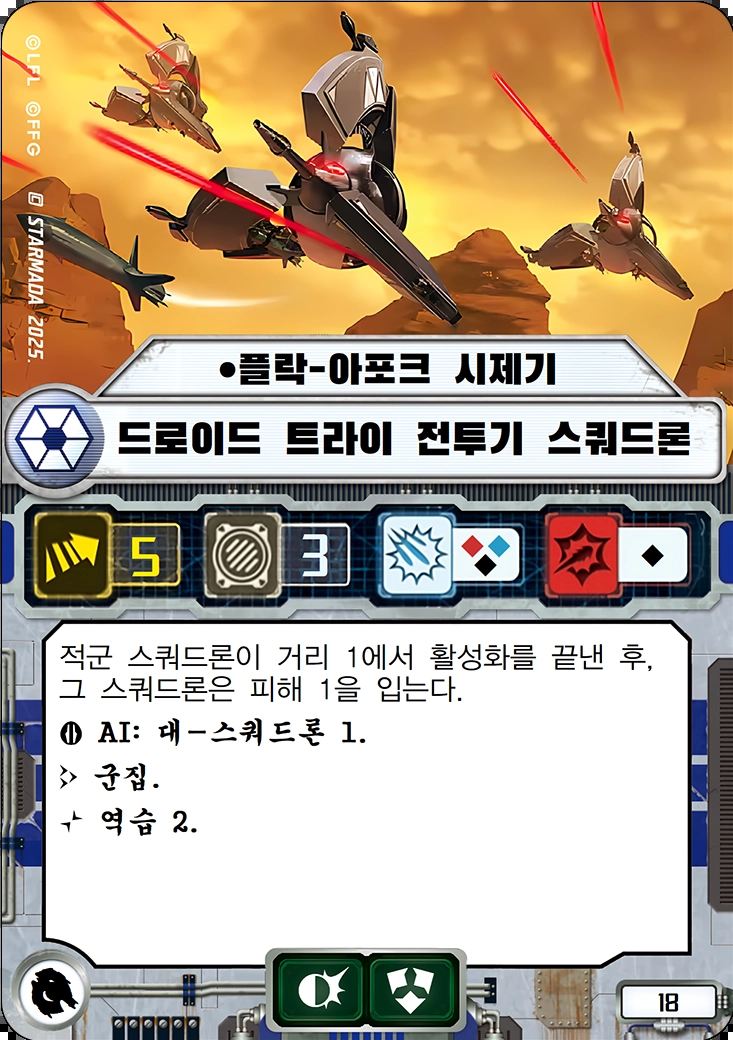 ©LFL ©FFG
STARMADA 2025.
•플락-아포크 시제기
드로이드 트라이 전투기 스쿼드론
5
3
적군 스쿼드론이 거리 1에서 활성화를 끝낸 후,
그 스쿼드론은 피해 1을 입는다.
AI: 대-스쿼드론 1.
군집.
역습 2.
18